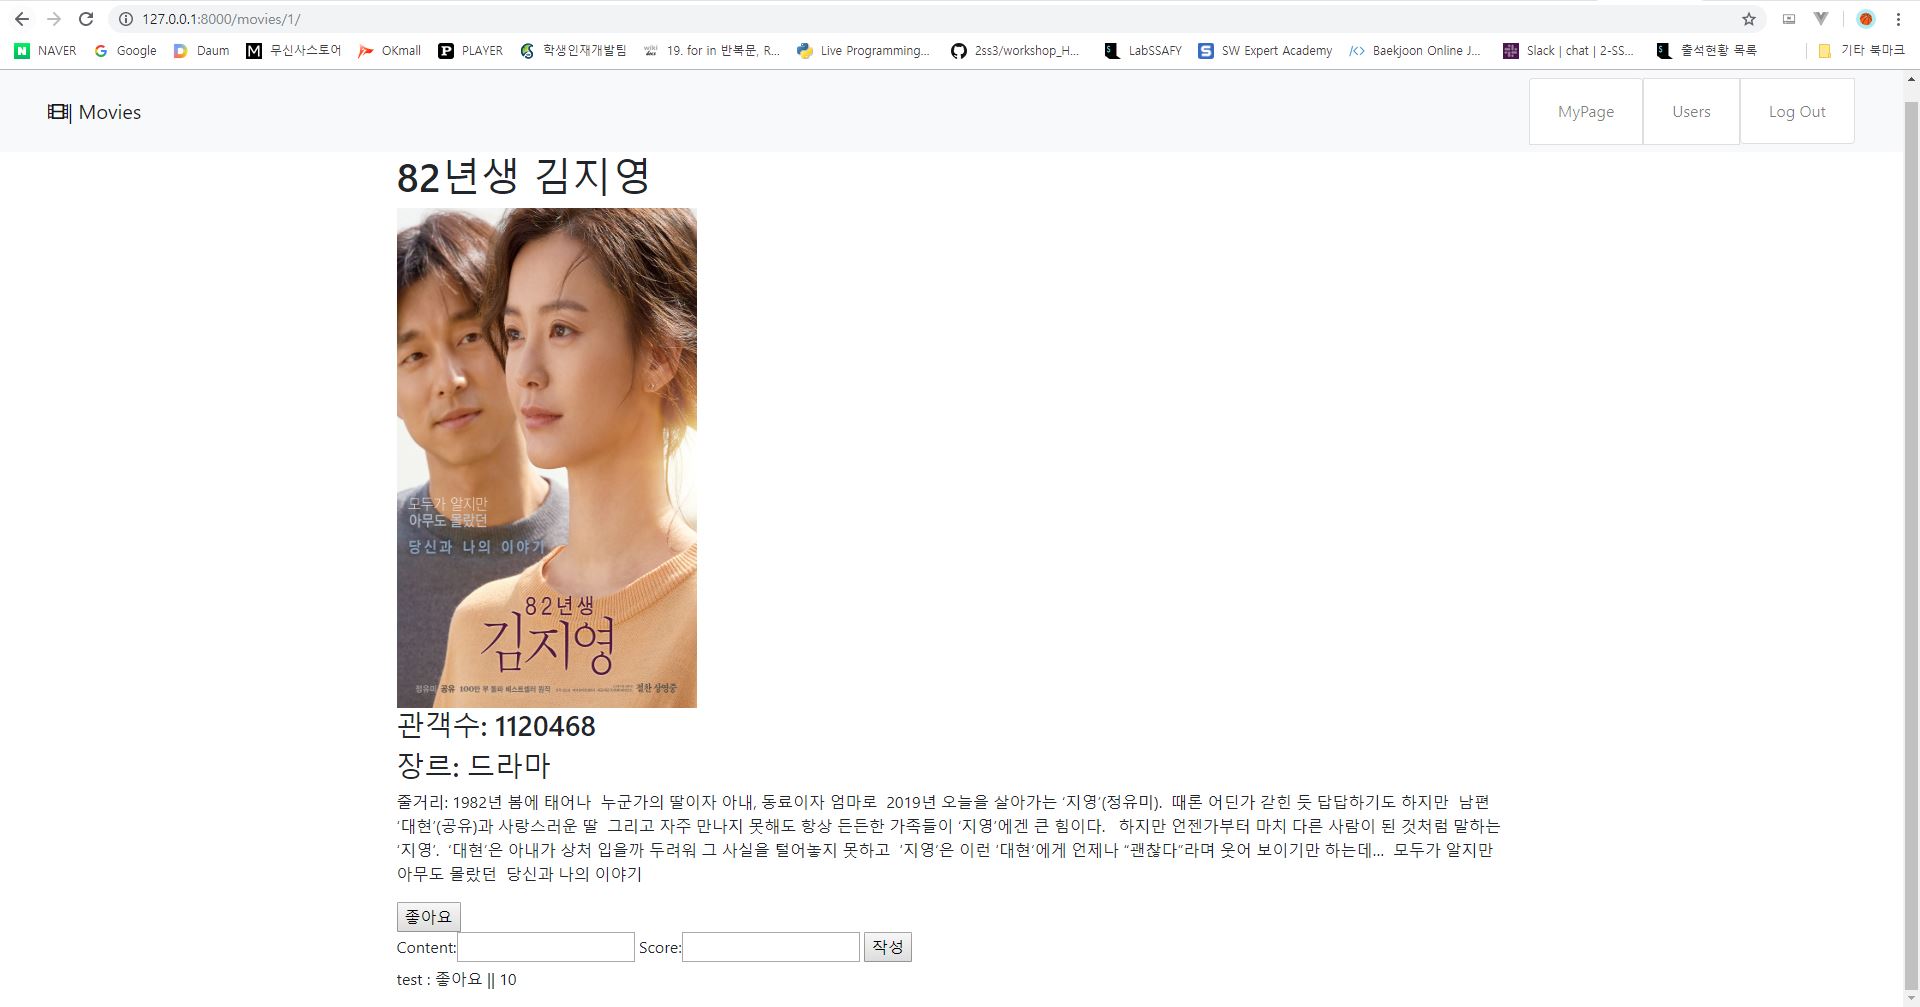 127.0.0.1:8000/movies/1/
NAVER Google Daum 무신사스토어 OKmall PLAYER 학생인재개발팀 19. for in 반복문, R... Live Programming... 2ss3/workshop_H... LabSSAFY SW Expert Academy Baekjoon Online J... Slack | chat | 2-SS... 출석현황 목록 기타 북마크
| Movies MyPage Users Log Out
82년생 김지영
모두가 알지만
아무도 몰랐던
당신과 나의 이야기
82년생
김지영
정유미 공유 100만 부 돌파 베스트셀러 원작 절찬 상영중
관객수: 1120468
장르: 드라마
줄거리: 1982년 봄에 태어나 누군가의 딸이자 아내, 동료이자 엄마로 2019년 오늘을 살아가는 ‘지영’(정유미). 때론 어딘가 갇힌 듯 답답하기도 하지만 남편
‘대현’(공유)과 사랑스러운 딸 그리고 자주 만나지 못해도 항상 든든한 가족들이 ‘지영’에겐 큰 힘이다. 하지만 언젠가부터 마치 다른 사람이 된 것처럼 말하는
‘지영’. ‘대현’은 아내가 상처 입을까 두려워 그 사실을 털어놓지 못하고 ‘지영’은 이런 ‘대현’에게 언제나 “괜찮다”라며 웃어 보이기만 하는데... 모두가 알지만
아무도 몰랐던 당신과 나의 이야기
좋아요
Content: Score: 작성
test : 좋아요 || 10